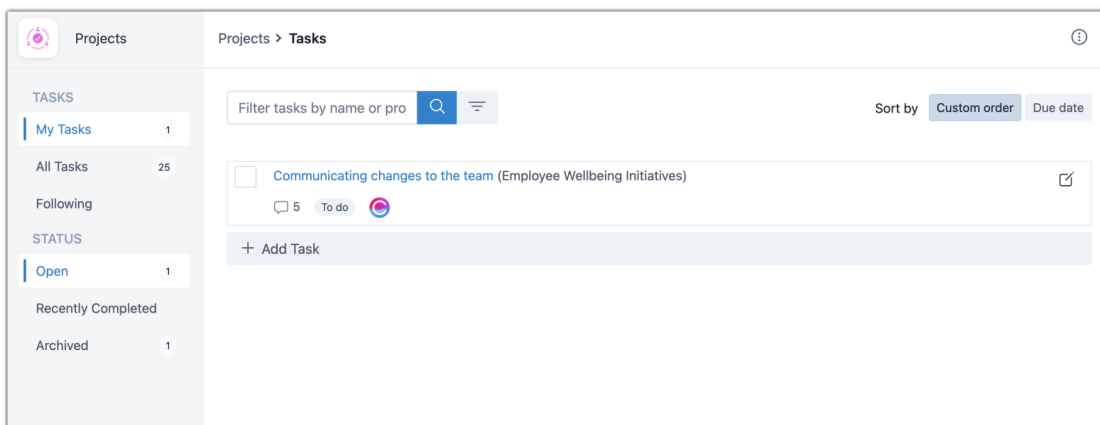 Projects
Projects > Tasks
TASKS
My Tasks 1
All Tasks 25
Following
STATUS
Open 1
Recently Completed
Archived 1
Filter tasks by name or pro
Sort by Custom order Due date
Communicating changes to the team (Employee Wellbeing Initiatives)
5 To do
+ Add Task